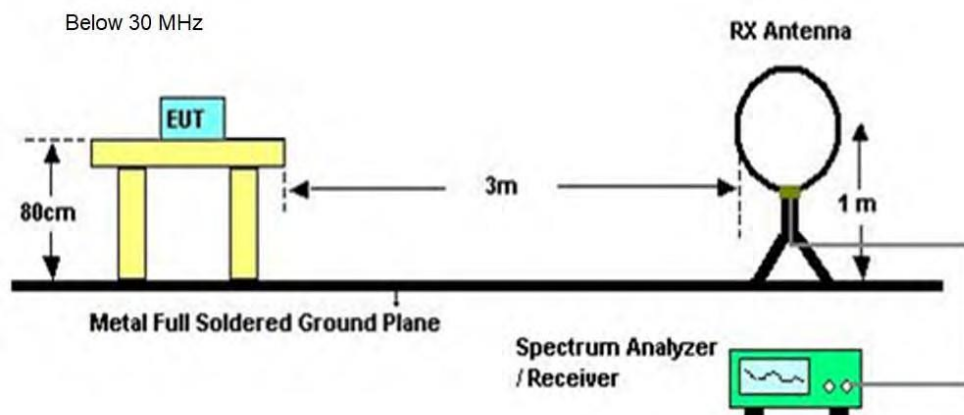 Below 30 MHz
RX Antenna
EUT
3m
80cm
1 m
Metal Full Soldered Ground Plane
Spectrum Analyzer
/ Receiver